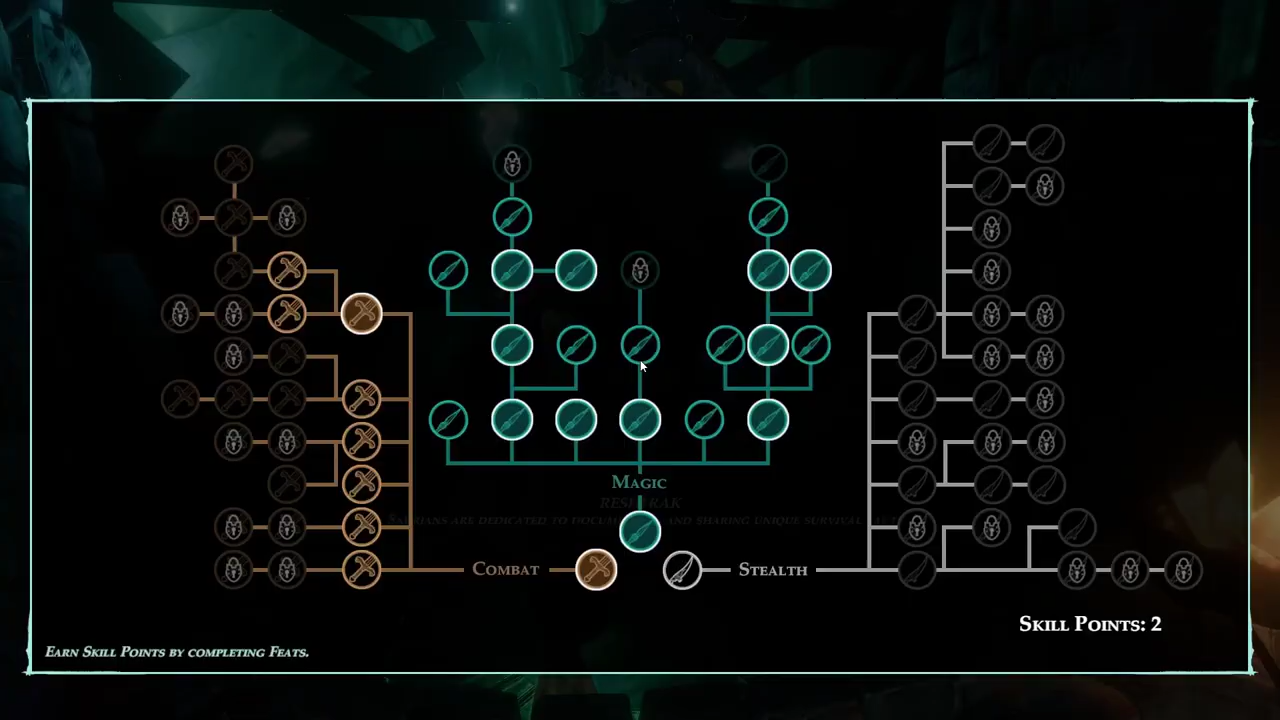 Magic
Combat
Stealth
Skill Points: 2
Earn Skill Points by completing Feats.